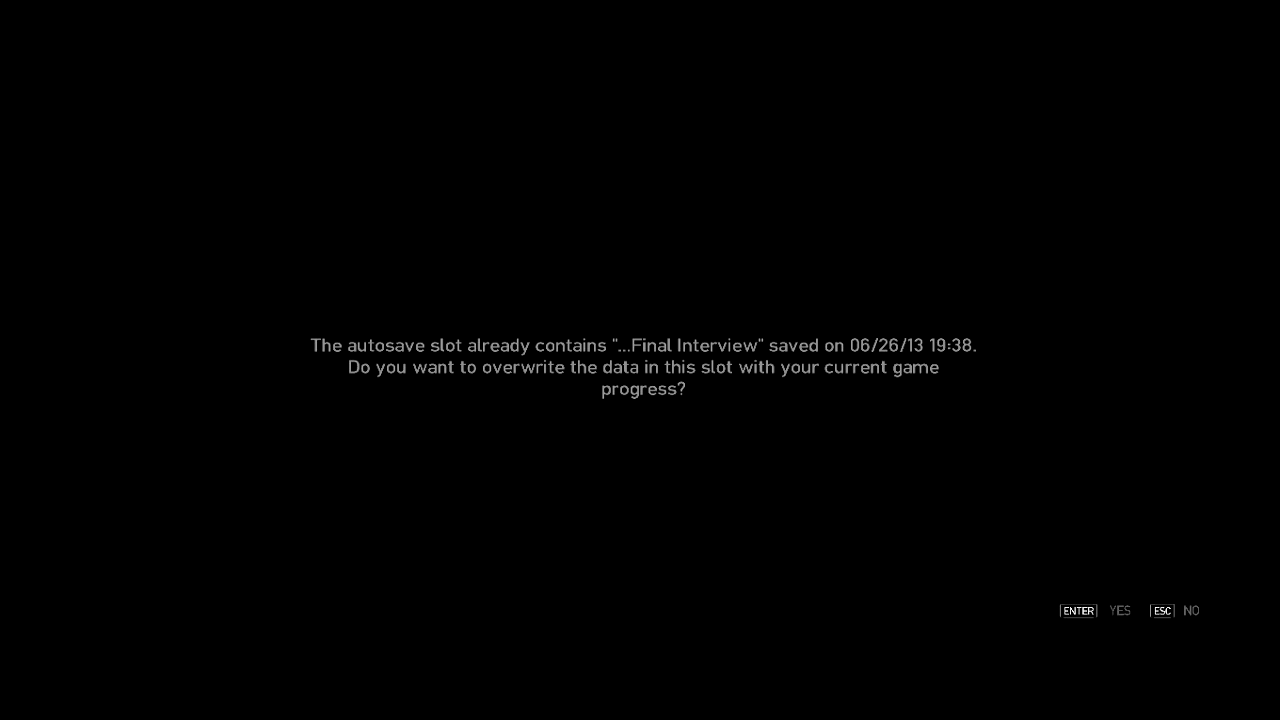 The autosave slot already contains "...Final Interview" saved on 06/26/13 19:38.
Do you want to overwrite the data in this slot with your current game
progress?
ENTER YES ESC NO